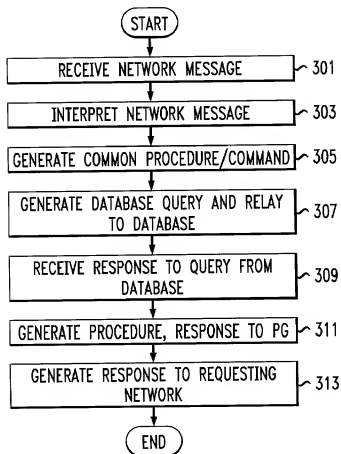 START
RECEIVE NETWORK MESSAGE 301
INTERPRET NETWORK MESSAGE 303
GENERATE COMMON PROCEDURE/COMMAND 305
GENERATE DATABASE QUERY AND RELAY
TO DATABASE 307
RECEIVE RESPONSE TO QUERY FROM
DATABASE 309
GENERATE PROCEDURE, RESPONSE TO PG 311
GENERATE RESPONSE TO REQUESTING
NETWORK 313
END